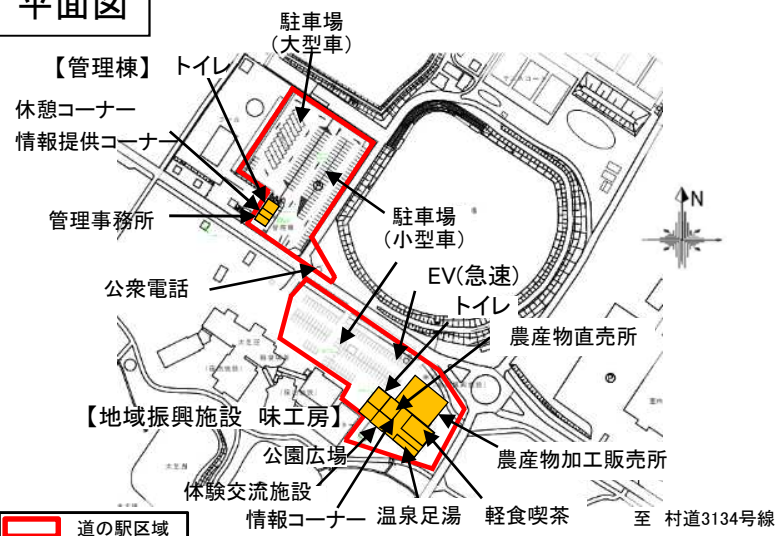 平面図
駐車場
(大型車)
【管理棟】 トイレ
休憩コーナー
情報提供コーナー
管理事務所
駐車場
(小型車)
N
公衆電話
EV(急速)
トイレ
農産物直売所
【地域振興施設 味工房】
公園広場
農産物加工販売所
体験交流施設
情報コーナー 温泉足湯 軽食喫茶
至 村道3134号線
道の駅区域